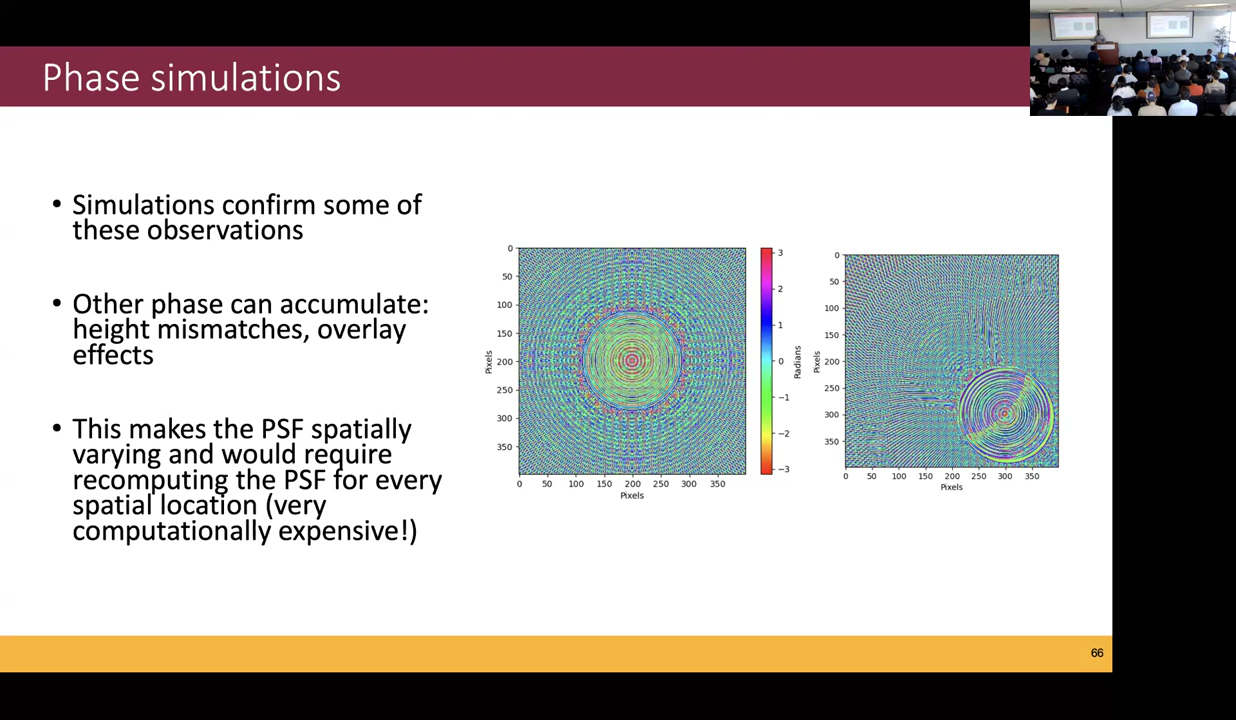 Phase simulations
• Simulations confirm some of
these observations
• Other phase can accumulate:
height mismatches, overlay
effects
• This makes the PSF spatially
varying and would require
recomputing the PSF for every
spatial location (very
computationally expensive!)
0
50
100
150
200
250
300
350
Pixels
0 50 100 150 200 250 300 350
Pixels
3
2
1
0
−1
−2
−3
Radians
0
50
100
150
200
250
300
350
Pixels
0 50 100 150 200 250 300 350
Pixels
66